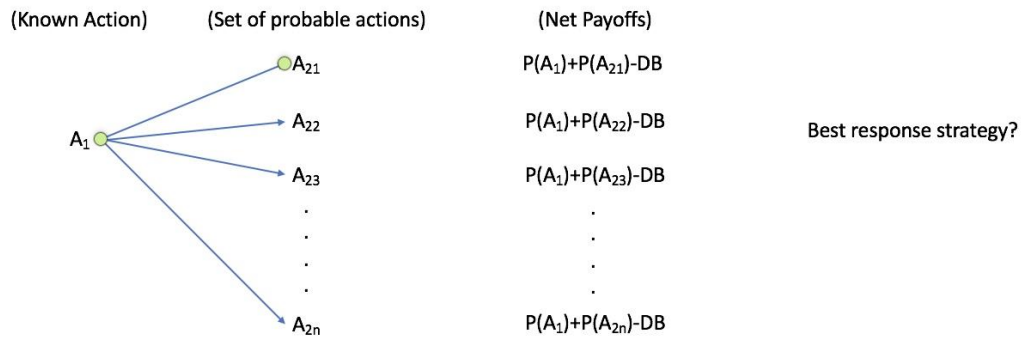 (Known Action) (Set of probable actions) (Net Payoffs)
A₂₁ P(A₁)+P(A₂₁)-DB
A₂₂ P(A₁)+P(A₂₂)-DB
A₁ Best response strategy?
A₂₃ P(A₁)+P(A₂₃)-DB
. .
. .
. .
. .
A₂ₙ P(A₁)+P(A₂ₙ)-DB